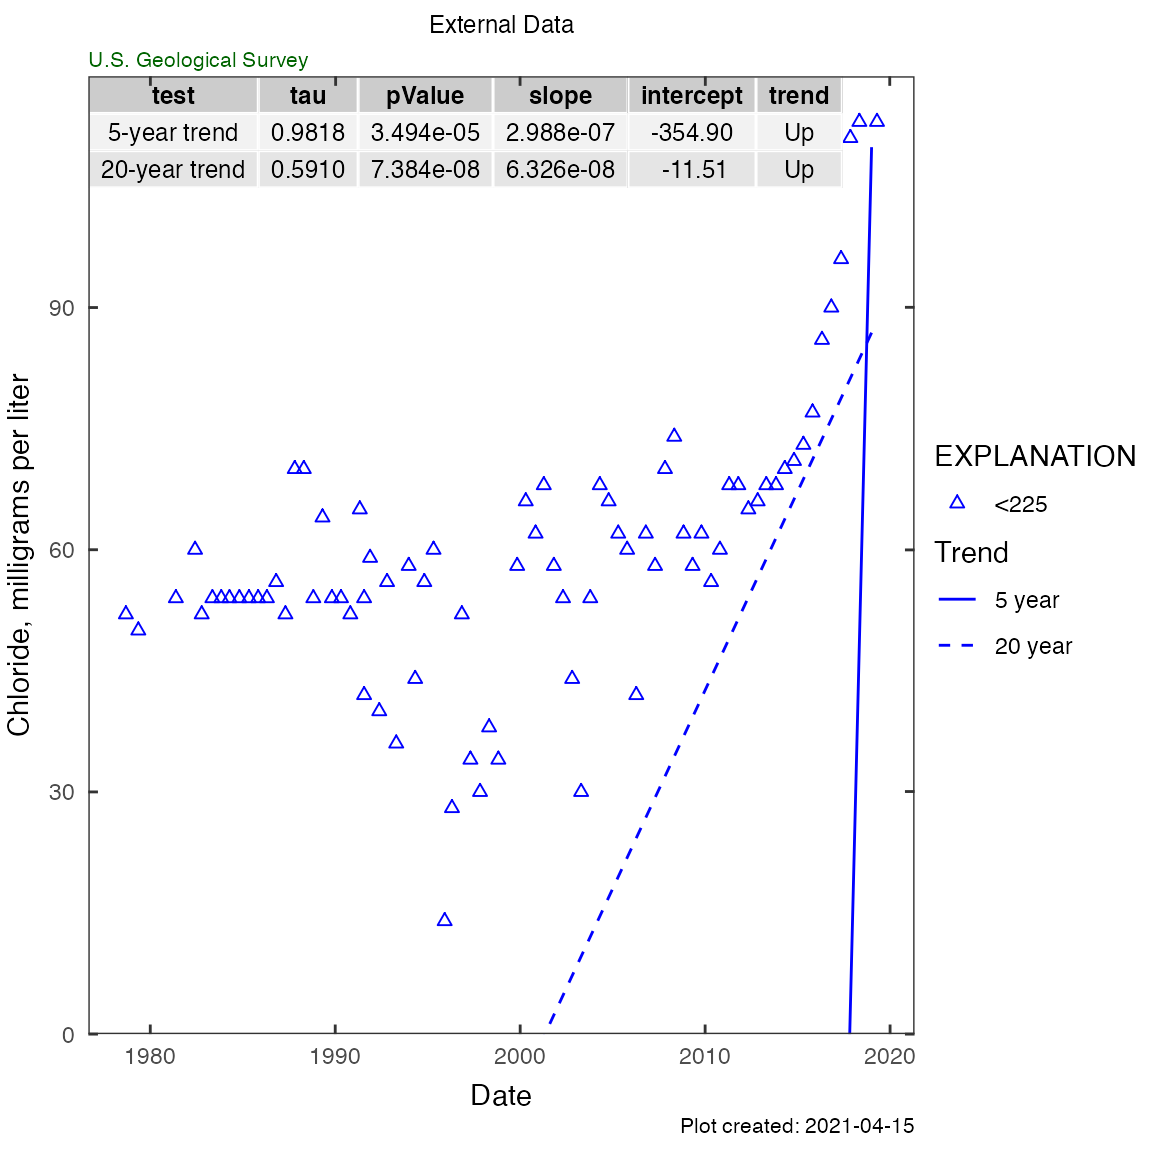 External Data
U.S. Geological Survey
test tau pValue slope intercept trend
5-year trend 0.9818 3.494e-05 2.988e-07 -354.90 Up
20-year trend 0.5910 7.384e-08 6.326e-08 -11.51 Up
90
60
30
0
Chloride, milligrams per liter
1980 1990 2000 2010 2020
Date
EXPLANATION
<225
Trend
5 year
20 year
Plot created: 2021-04-15